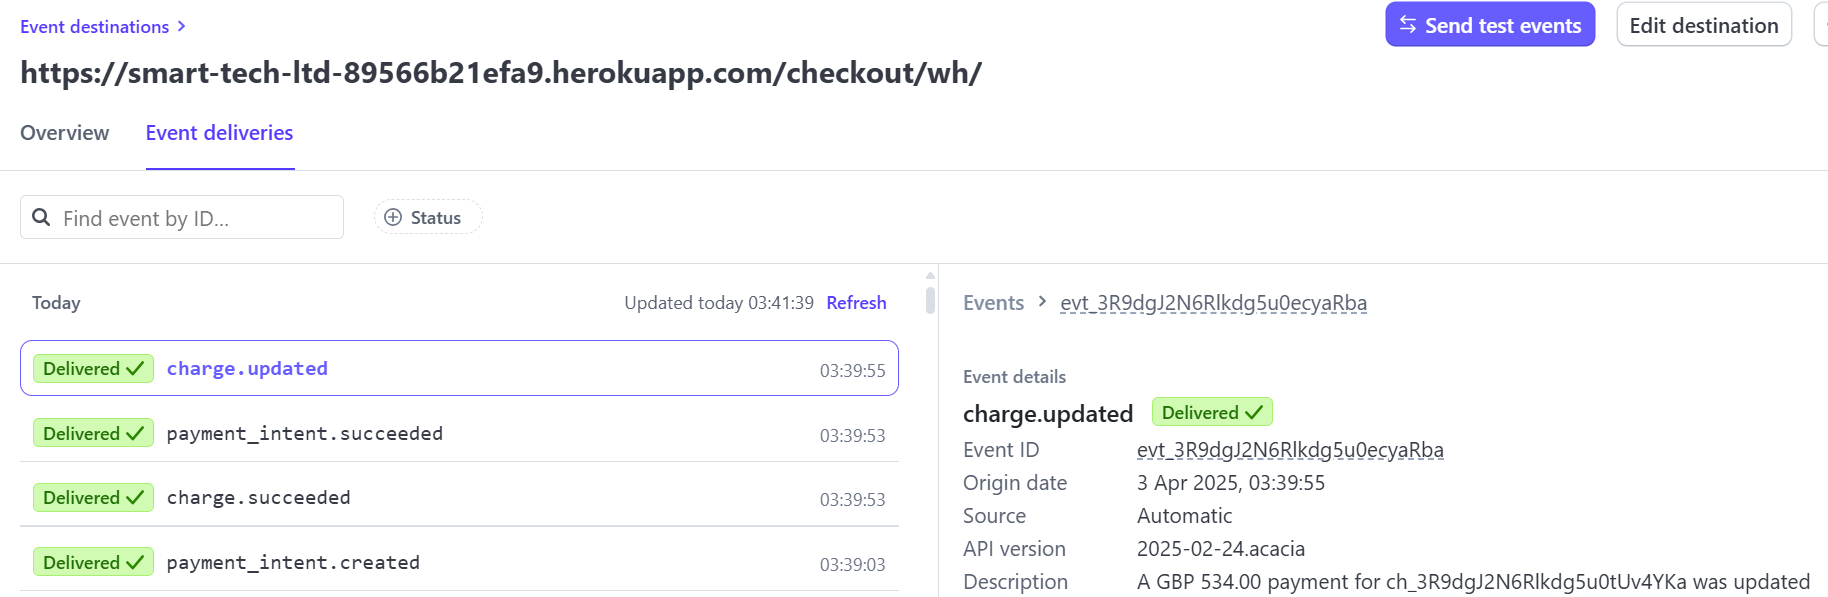 Event destinations >
Send test events
Edit destination
https://smart-tech-ltd-89566b21efa9.herokuapp.com/checkout/wh/
Overview
Event deliveries
Find event by ID...
Status
Today
Updated today 03:41:39 Refresh
Delivered ✓ charge.updated 03:39:55
Delivered ✓ payment_intent.succeeded 03:39:53
Delivered ✓ charge.succeeded 03:39:53
Delivered ✓ payment_intent.created 03:39:03
Events > evt_3R9dgJ2N6Rlkdg5u0ecyaRba
Event details
charge.updated Delivered ✓
Event ID evt_3R9dgJ2N6Rlkdg5u0ecyaRba
Origin date 3 Apr 2025, 03:39:55
Source Automatic
API version 2025-02-24.acacia
Description A GBP 534.00 payment for ch_3R9dgJ2N6Rlkdg5u0tUv4YKa was updated